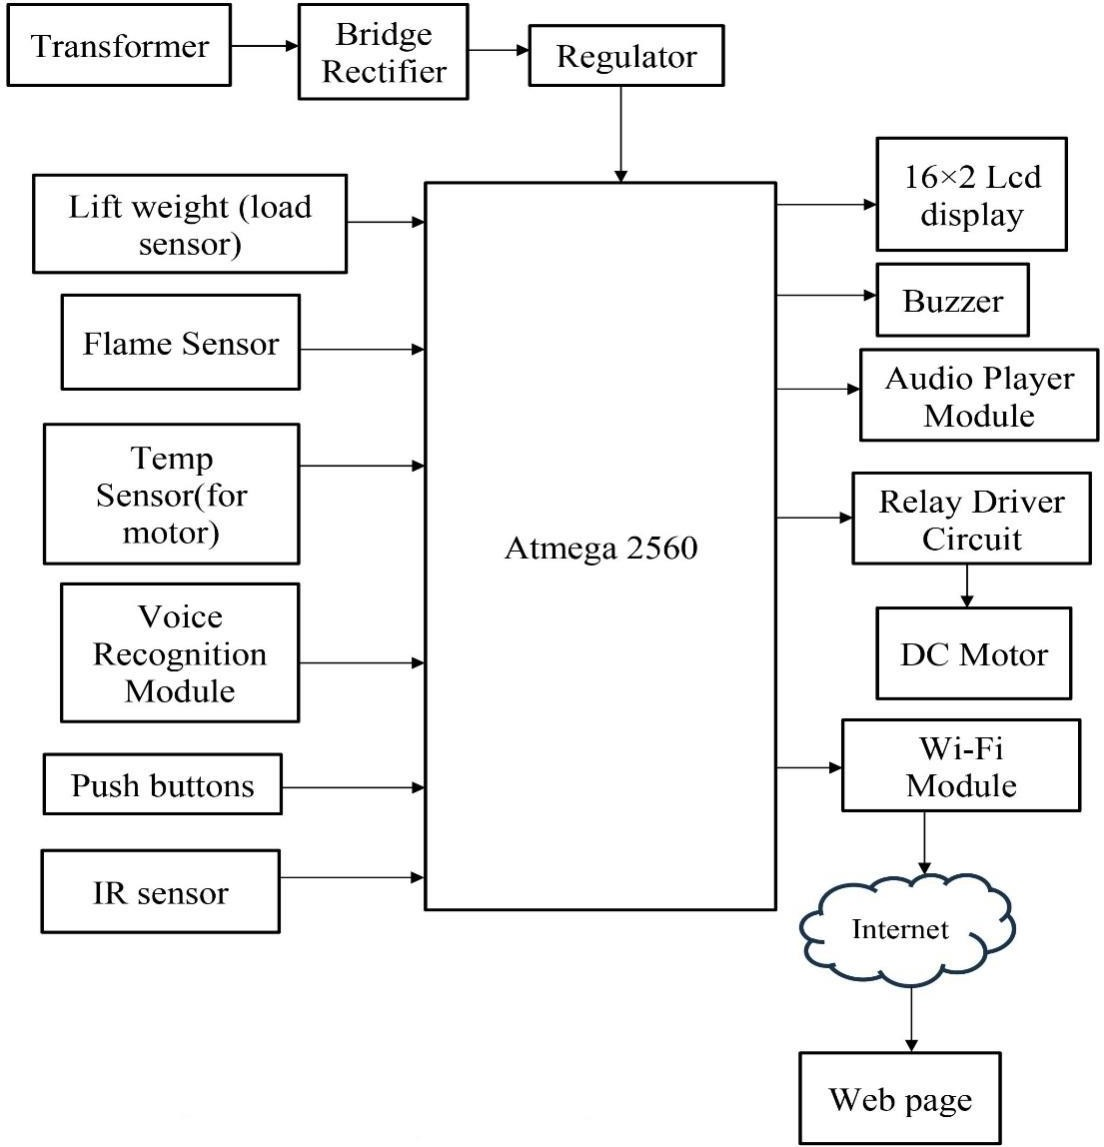 Transformer
Bridge
Rectifier
Regulator
Lift weight (load
sensor)
Flame Sensor
Temp
Sensor(for
motor)
Voice
Recognition
Module
Push buttons
IR sensor
Atmega 2560
16×2 Lcd
display
Buzzer
Audio Player
Module
Relay Driver
Circuit
DC Motor
Wi-Fi
Module
Internet
Web page